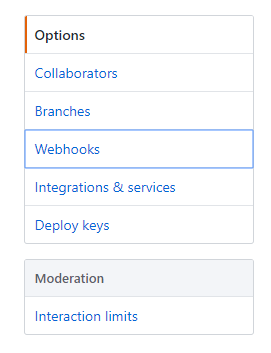 Options
Collaborators
Branches
Webhooks
Integrations & services
Deploy keys
Moderation
Interaction limits